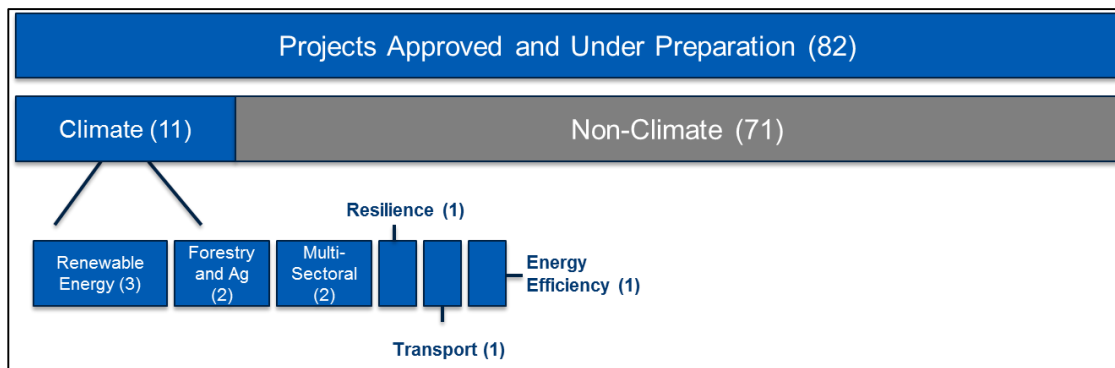 Projects Approved and Under Preparation (82)
Climate (11)
Non-Climate (71)
Resilience (1)
Renewable
Energy (3)
Forestry
and Ag
(2)
Multi-
Sectoral
(2)
Energy
Efficiency (1)
Transport (1)